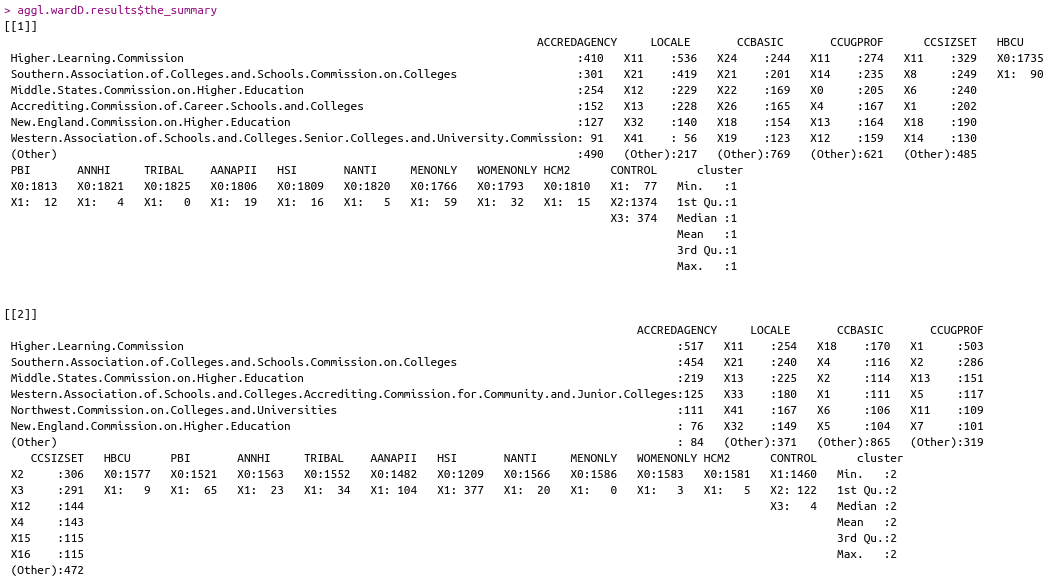 > aggl.wardD.results$the_summary
[[1]]
ACCREDAGENCY LOCALE CCBASIC CCUGPROF CCSIZSET HBCU
Higher.Learning.Commission :410 X11 :536 X24 :244 X11 :274 X11 :329 X0:1735
Southern.Association.of.Colleges.and.Schools.Commission.on.Colleges :301 X21 :419 X21 :201 X14 :235 X8 :249 X1: 90
Middle.States.Commission.on.Higher.Education :254 X12 :229 X22 :169 X0 :205 X6 :240
Accrediting.Commission.of.Career.Schools.and.Colleges :152 X13 :228 X26 :165 X4 :167 X1 :202
New.England.Commission.on.Higher.Education :127 X32 :140 X18 :154 X13 :164 X18 :190
Western.Association.of.Schools.and.Colleges.Senior.Colleges.and.University.Commission: 91 X41 : 56 X19 :123 X12 :159 X14 :130
(Other) :490 (Other):217 (Other):769 (Other):621 (Other):485
PBI ANNHI TRIBAL AANAPII HSI NANTI MENONLY WOMENONLY HCM2 CONTROL cluster
X0:1813 X0:1821 X0:1825 X0:1806 X0:1809 X0:1820 X0:1766 X0:1793 X0:1810 X1: 77 Min. :1
X1: 12 X1: 4 X1: 0 X1: 19 X1: 16 X1: 5 X1: 59 X1: 32 X1: 15 X2:1374 1st Qu.:1
X3: 374 Median :1
Mean :1
3rd Qu.:1
Max. :1
[[2]]
ACCREDAGENCY LOCALE CCBASIC CCUGPROF
Higher.Learning.Commission :517 X11 :254 X18 :170 X1 :503
Southern.Association.of.Colleges.and.Schools.Commission.on.Colleges :454 X21 :240 X4 :116 X2 :286
Middle.States.Commission.on.Higher.Education :219 X13 :225 X2 :114 X13 :151
Western.Association.of.Schools.and.Colleges.Accrediting.Commission.for.Community.and.Junior.Colleges:125 X33 :180 X1 :111 X5 :117
Northwest.Commission.on.Colleges.and.Universities :111 X41 :167 X6 :106 X11 :109
New.England.Commission.on.Higher.Education : 76 X32 :149 X5 :104 X7 :101
(Other) : 84 (Other):371 (Other):865 (Other):319
CCSIZSET HBCU PBI ANNHI TRIBAL AANAPII HSI NANTI MENONLY WOMENONLY HCM2 CONTROL cluster
X2 :306 X0:1577 X0:1521 X0:1563 X0:1552 X0:1482 X0:1209 X0:1566 X0:1586 X0:1583 X0:1581 X1:1460 Min. :2
X3 :291 X1: 9 X1: 65 X1: 23 X1: 34 X1: 104 X1: 377 X1: 20 X1: 0 X1: 3 X1: 5 X2: 122 1st Qu.:2
X12 :144 X3: 4 Median :2
X4 :143 Mean :2
X15 :115 3rd Qu.:2
X16 :115 Max. :2
(Other):472